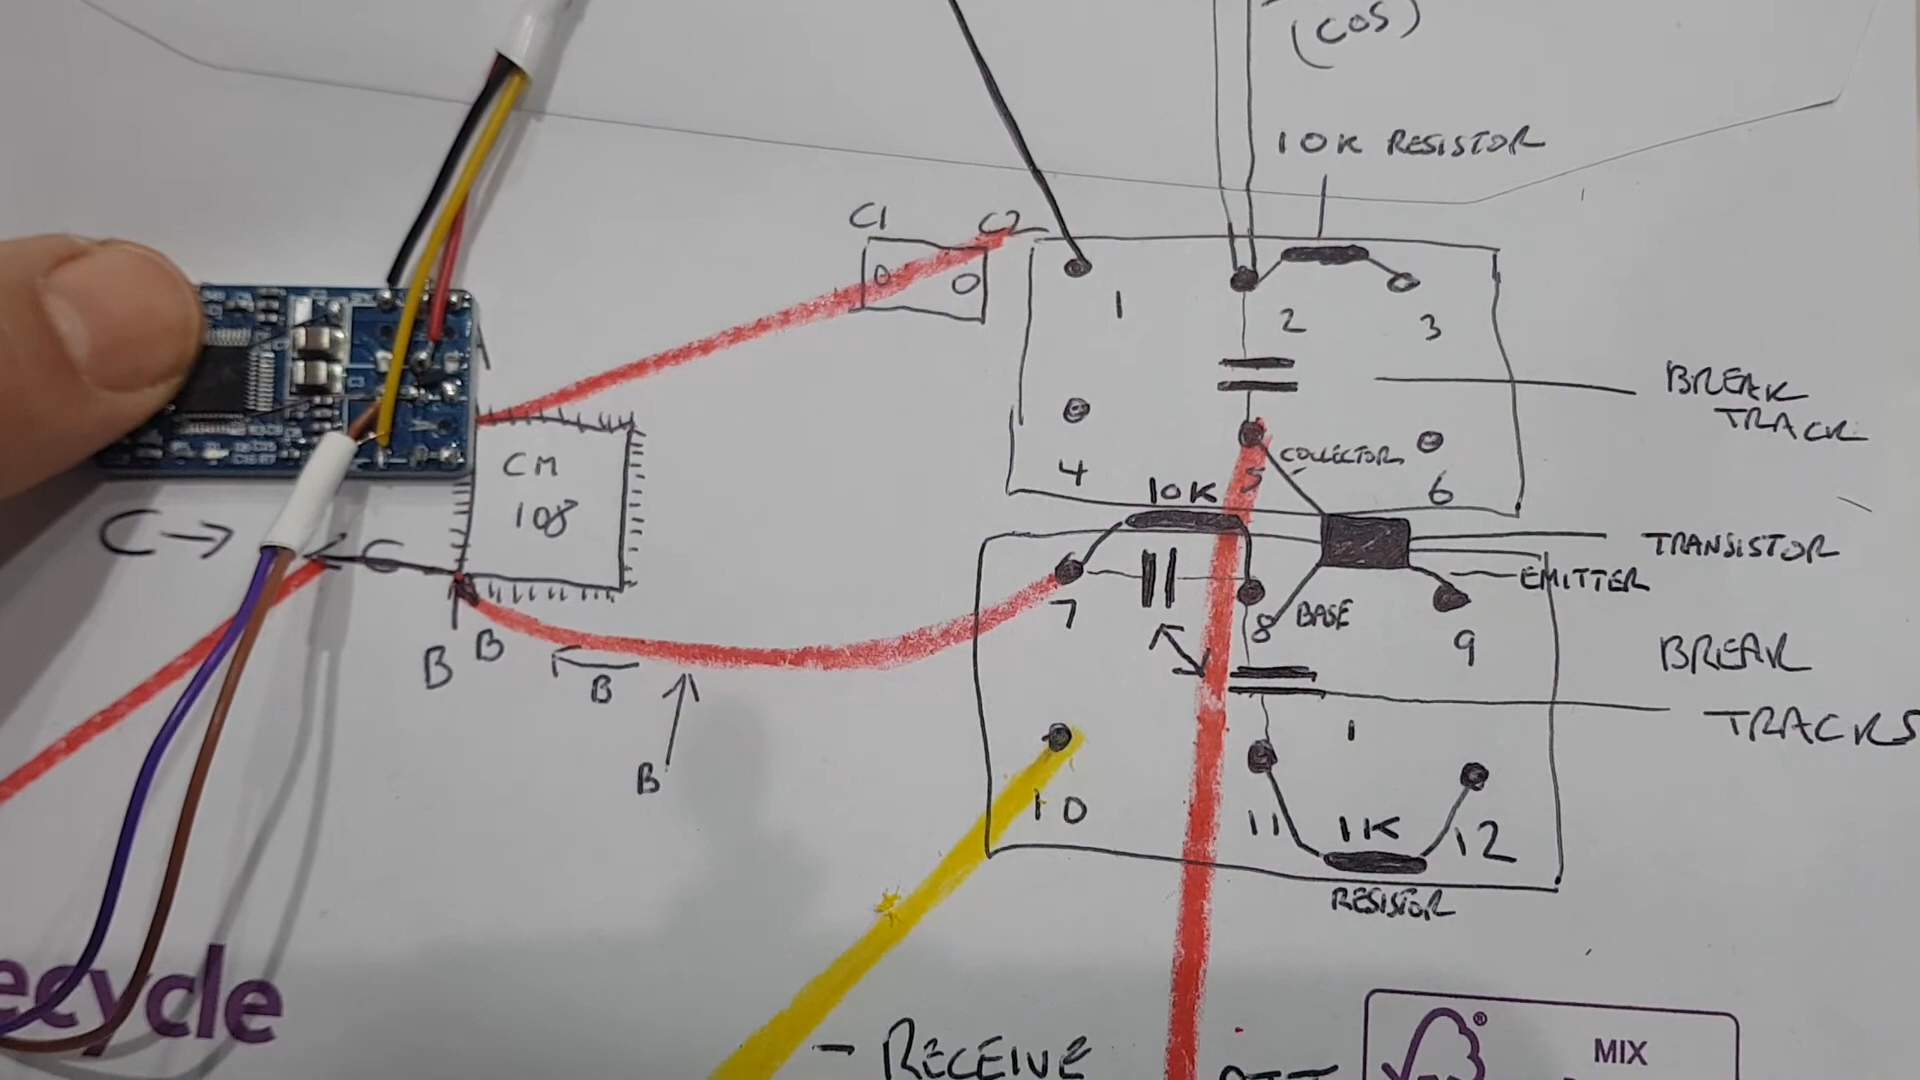 (COS)
10K RESISTOR
C1
C2
1
2
3
BREAK
TRACK
4
5
COLLECTOR
6
10K
CM
108
C→
←C
TRANSISTOR
EMITTER
7
8
BASE
9
B
B
B
B
BREAK
TRACKS
1
10
11
1K
12
RESISTOR
ecycle
- RECEIVE
MIX